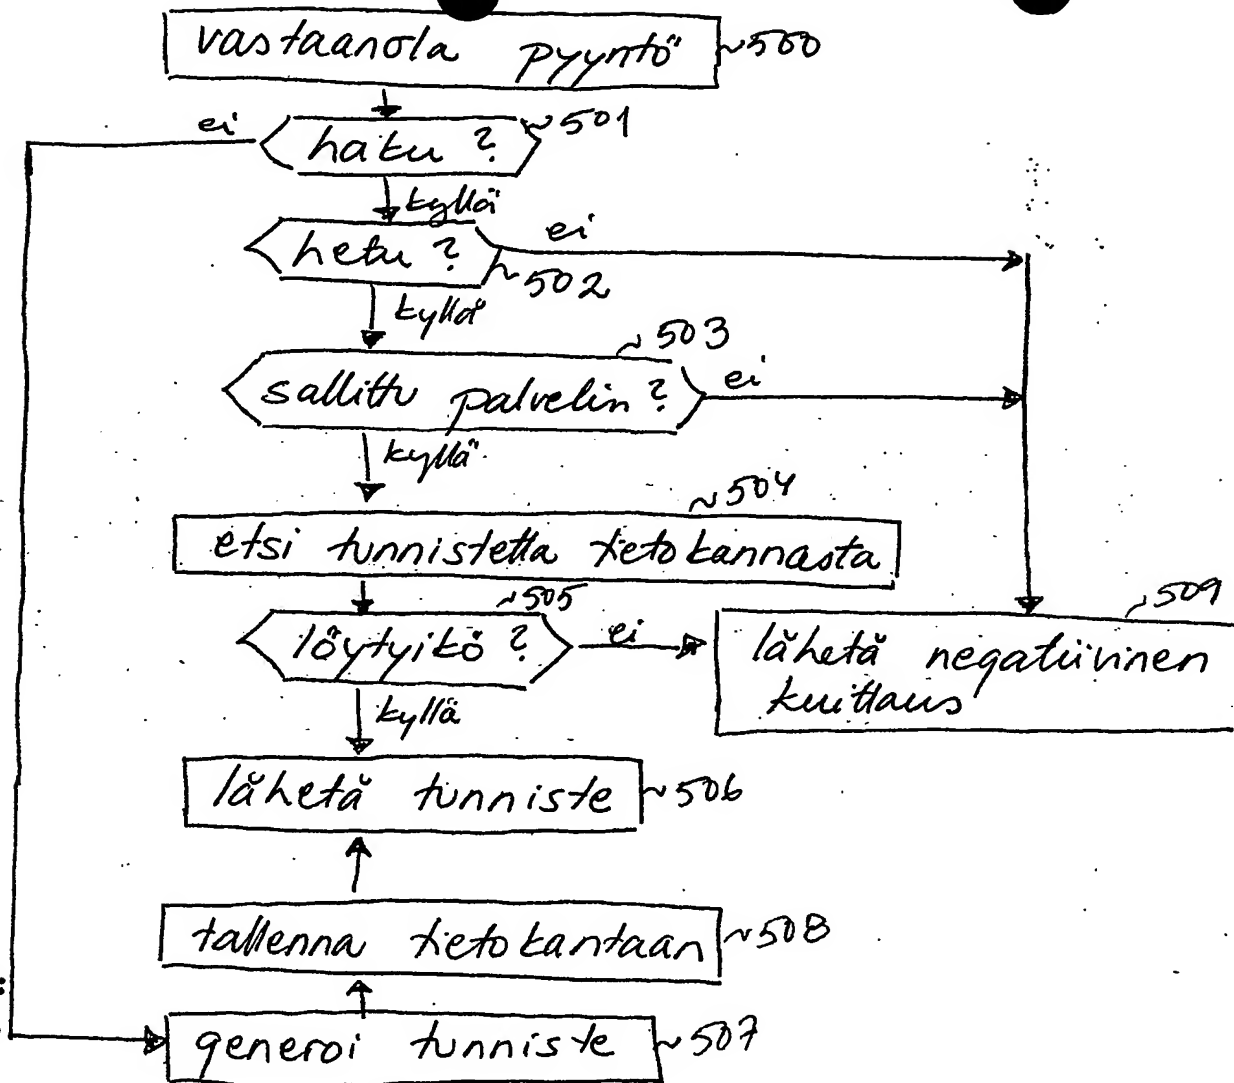 vastaanota pyyntö ~500
haku ? ~501
ei
kyllä
hetu ? ~502
ei
kyllä
~503
sallittu palvelin ?
ei
kyllä
~504
etsi tunnistetta tietokannasta
~505
löytyikö ?
ei
kyllä
~509
lähetä negatiivinen
kuittaus
lähetä tunniste ~506
tallenna tietokantaan ~508
generoi tunniste ~507